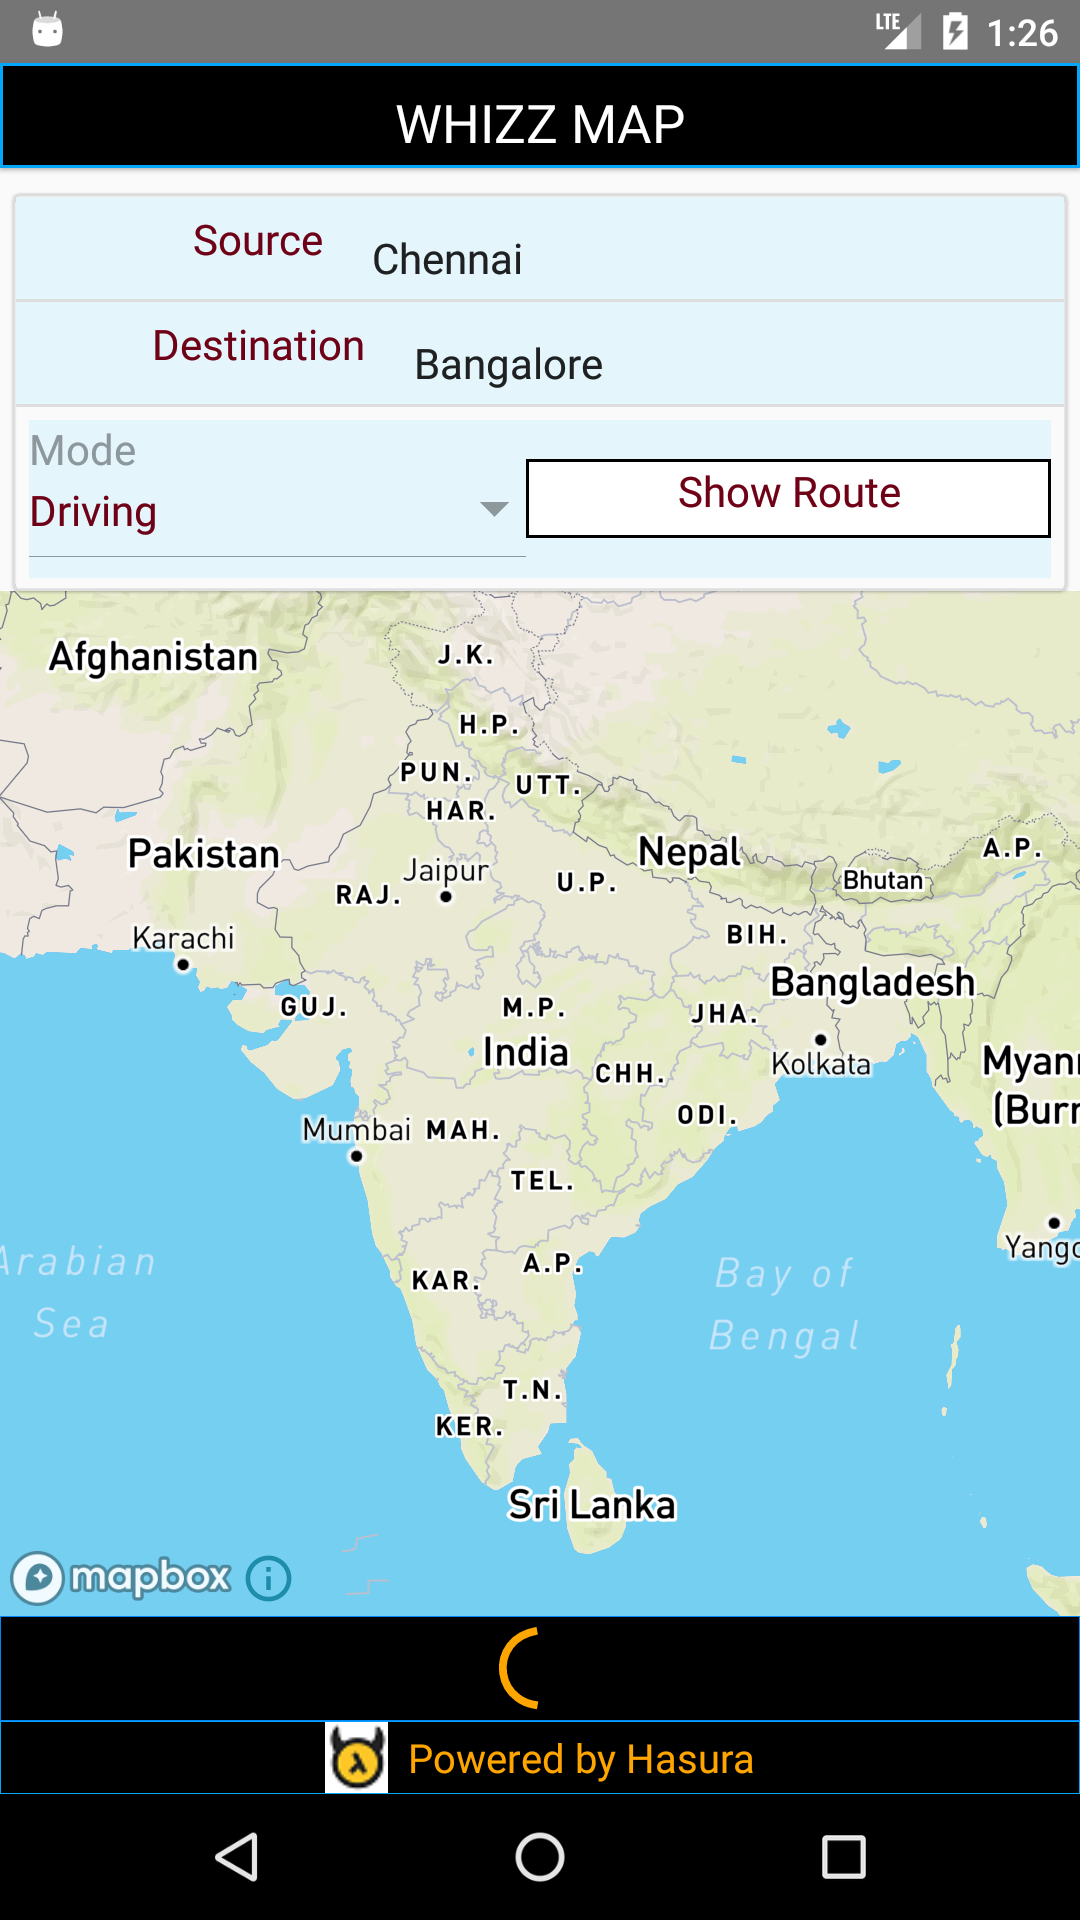 LTE 1:26
WHIZZ MAP
Source Chennai
Destination Bangalore
Mode
Driving
Show Route
Afghanistan
J.K.
H.P.
PUN.
UTT.
HAR.
Pakistan
Nepal
A.P.
Jaipur
Bhutan
RAJ.
U.P.
Karachi
BIH.
Bangladesh
GUJ.
M.P.
JHA.
India
Kolkata
CHH.
Myan
(Burr
ODI.
Mumbai
MAH.
TEL.
Yango
Arabian
Sea
A.P.
KAR.
Bay of
Bengal
T.N.
KER.
Sri Lanka
mapbox
Powered by Hasura